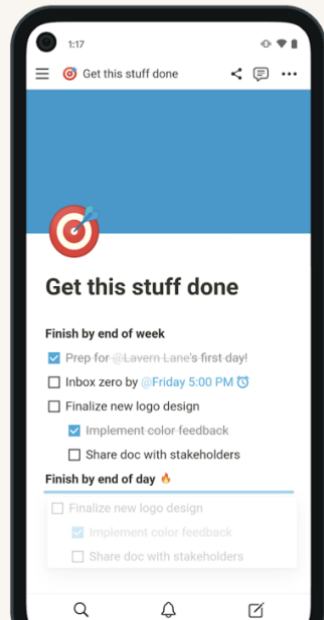 1:17
Get this stuff done
Get this stuff done
Finish by end of week
Prep for @Lavern Lane's first day!
Inbox zero by @Friday 5:00 PM
Finalize new logo design
Implement color feedback
Share doc with stakeholders
Finish by end of day
Finalize new logo design
Implement color feedback
Share doc with stakeholders